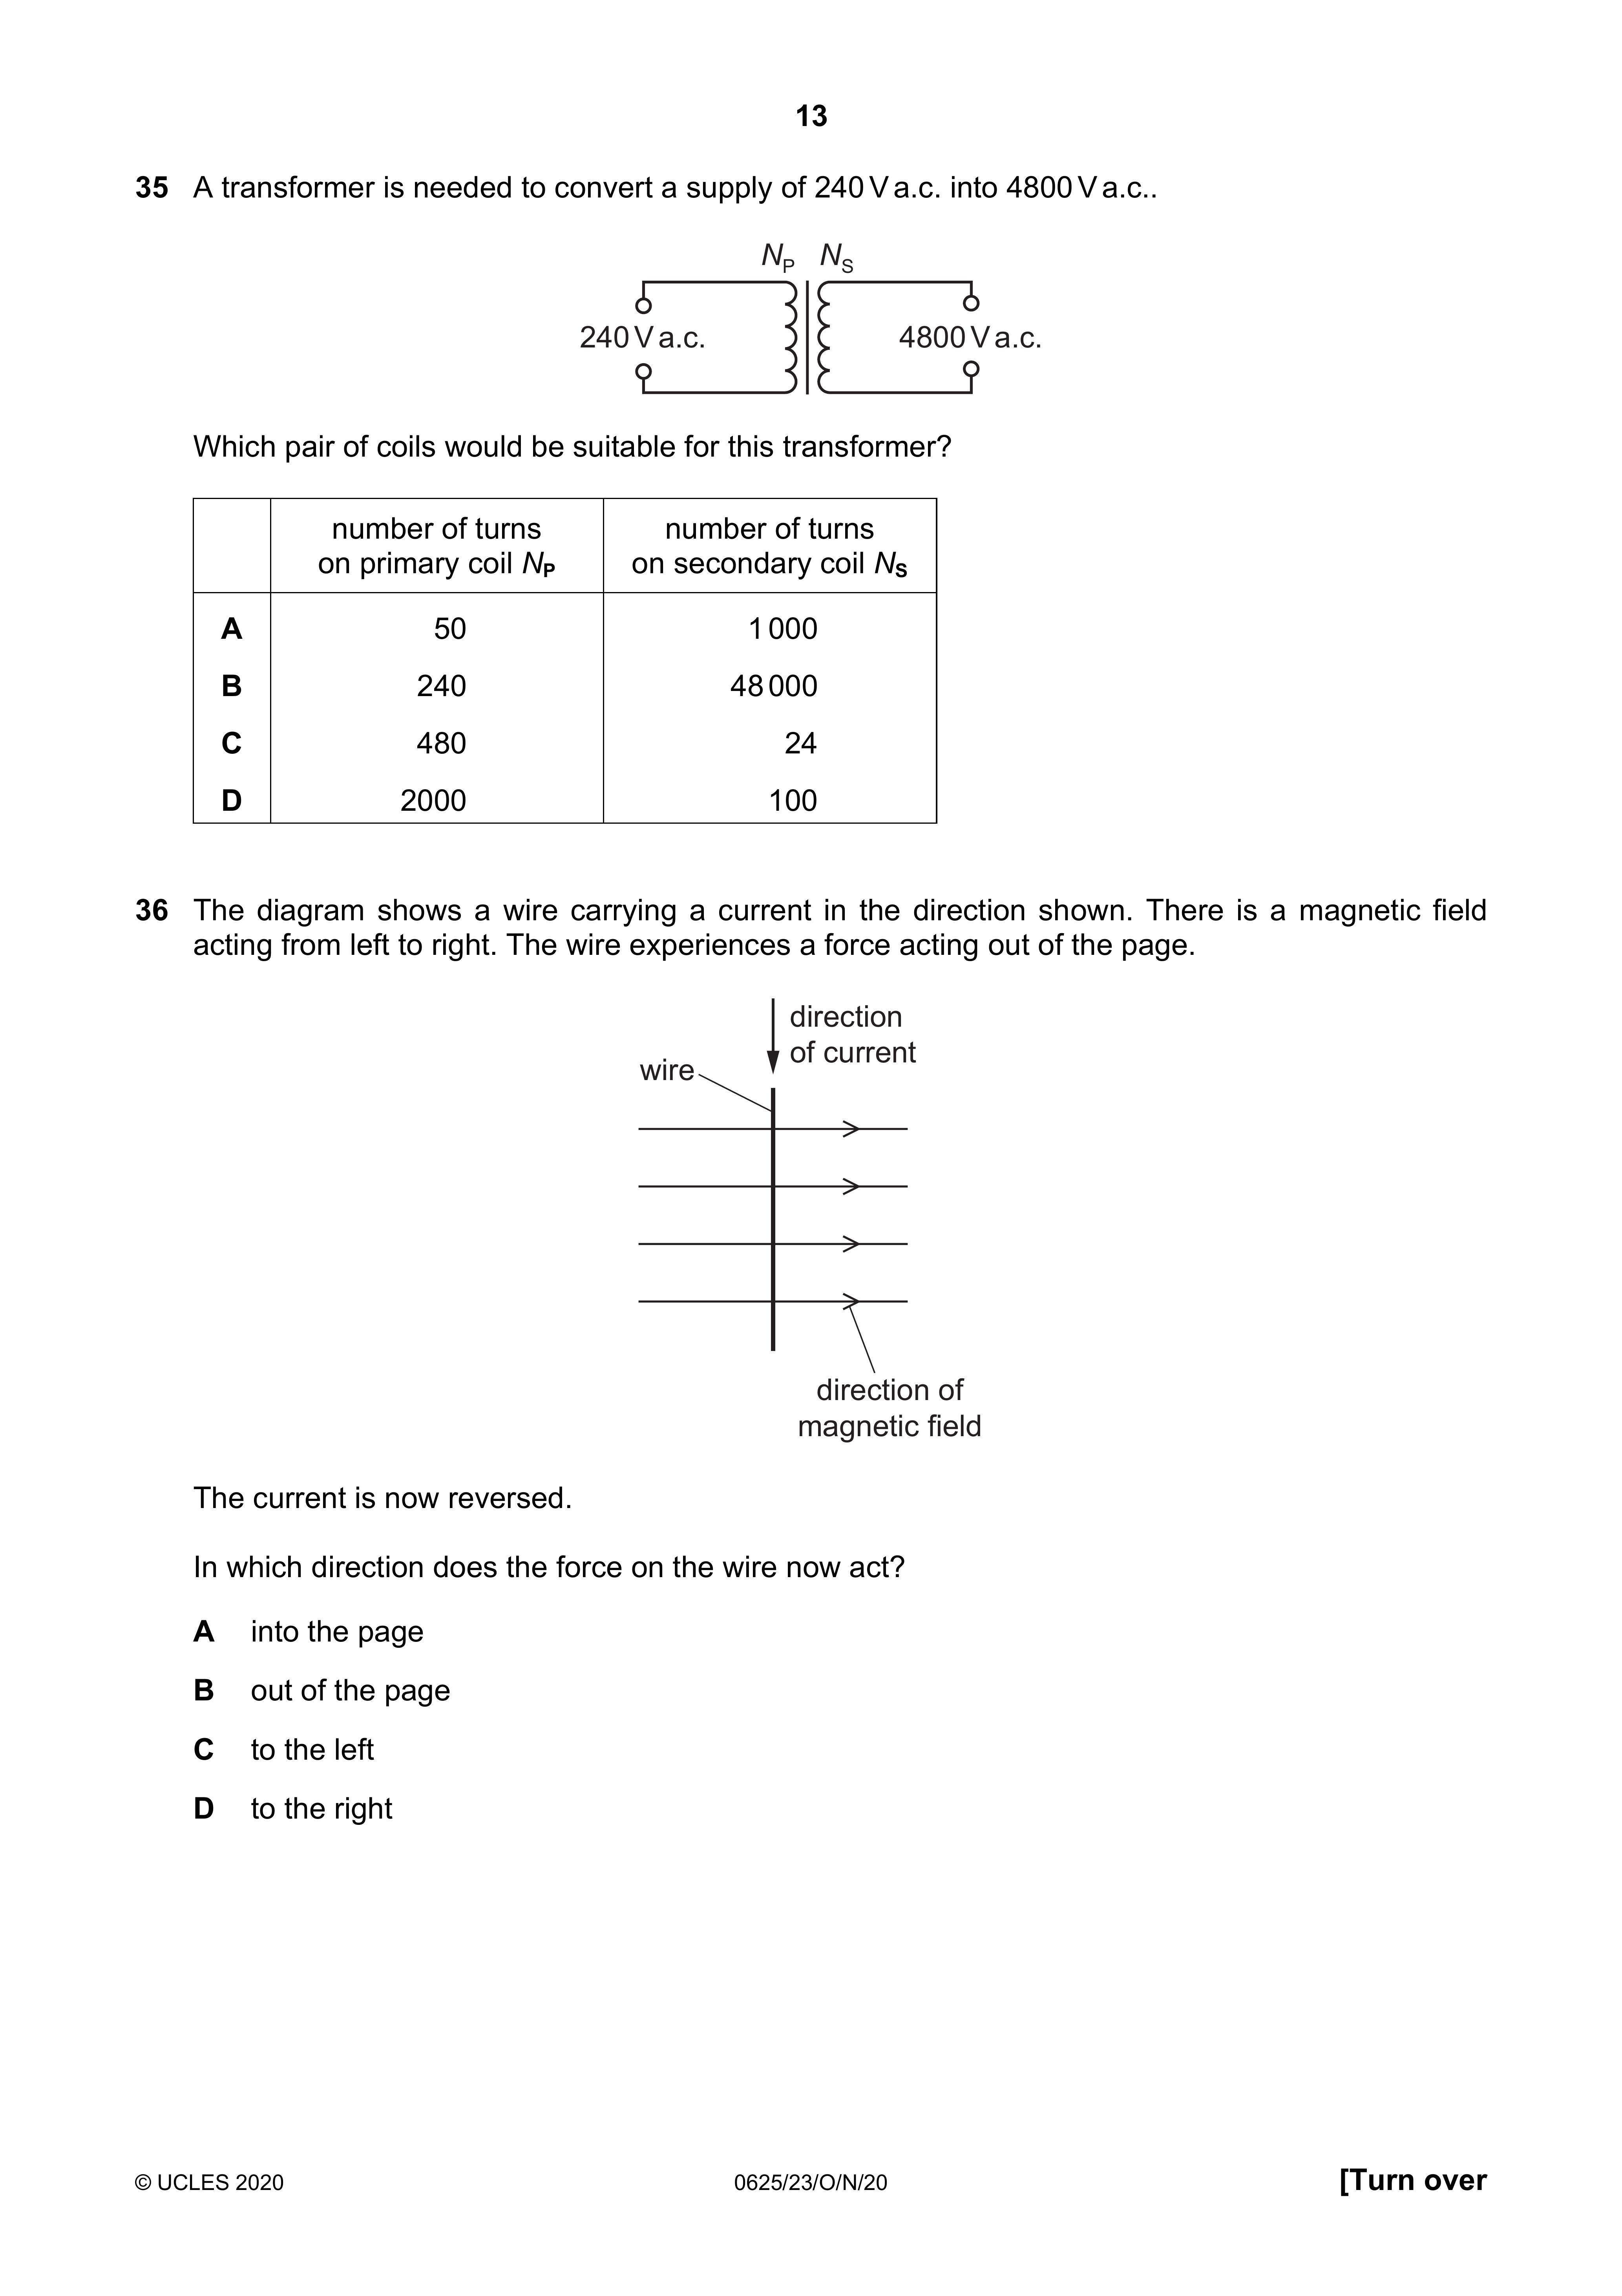 13
35 A transformer is needed to convert a supply of 240 V a.c. into 4800 V a.c..
NP NS
240 V a.c. 4800 V a.c.
Which pair of coils would be suitable for this transformer?
number of turns number of turns
on primary coil NP on secondary coil NS
A 50 1 000
B 240 48 000
C 480 24
D 2000 100
36 The diagram shows a wire carrying a current in the direction shown. There is a magnetic field
acting from left to right. The wire experiences a force acting out of the page.
direction
of current
wire
direction of
magnetic field
The current is now reversed.
In which direction does the force on the wire now act?
A into the page
B out of the page
C to the left
D to the right
© UCLES 2020 0625/23/O/N/20 [Turn over